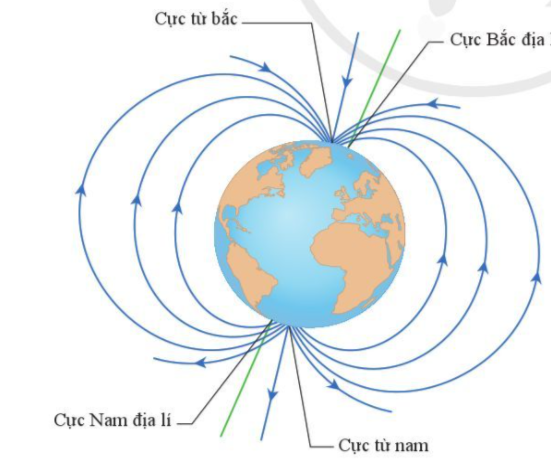 Cực từ bắc
Cực Bắc địa
Cực Nam địa lí
Cực từ nam